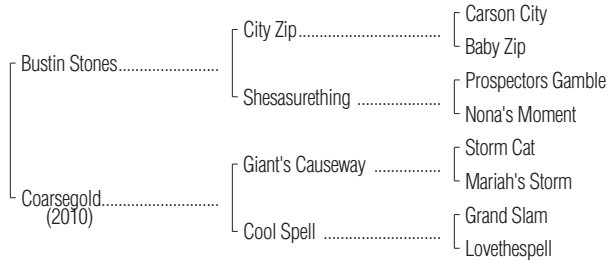 Carson City
City Zip
Baby Zip
Bustin Stones
Prospectors Gamble
Shesasurething
Nona's Moment
Storm Cat
Giant's Causeway
Mariah's Storm
Coarsegold
(2010)
Grand Slam
Cool Spell
Lovethespell